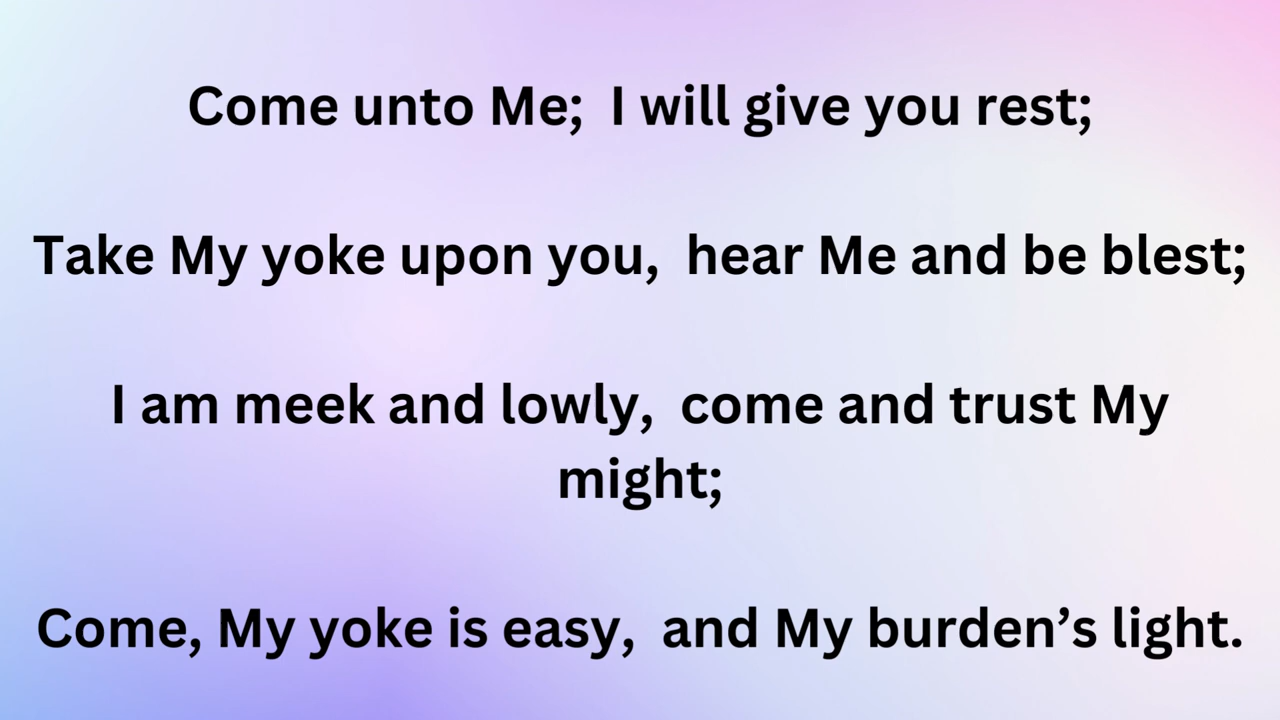 Come unto Me;  I will give you rest;
Take My yoke upon you,  hear Me and be blest;
I am meek and lowly,  come and trust My
might;
Come, My yoke is easy,  and My burden’s light.